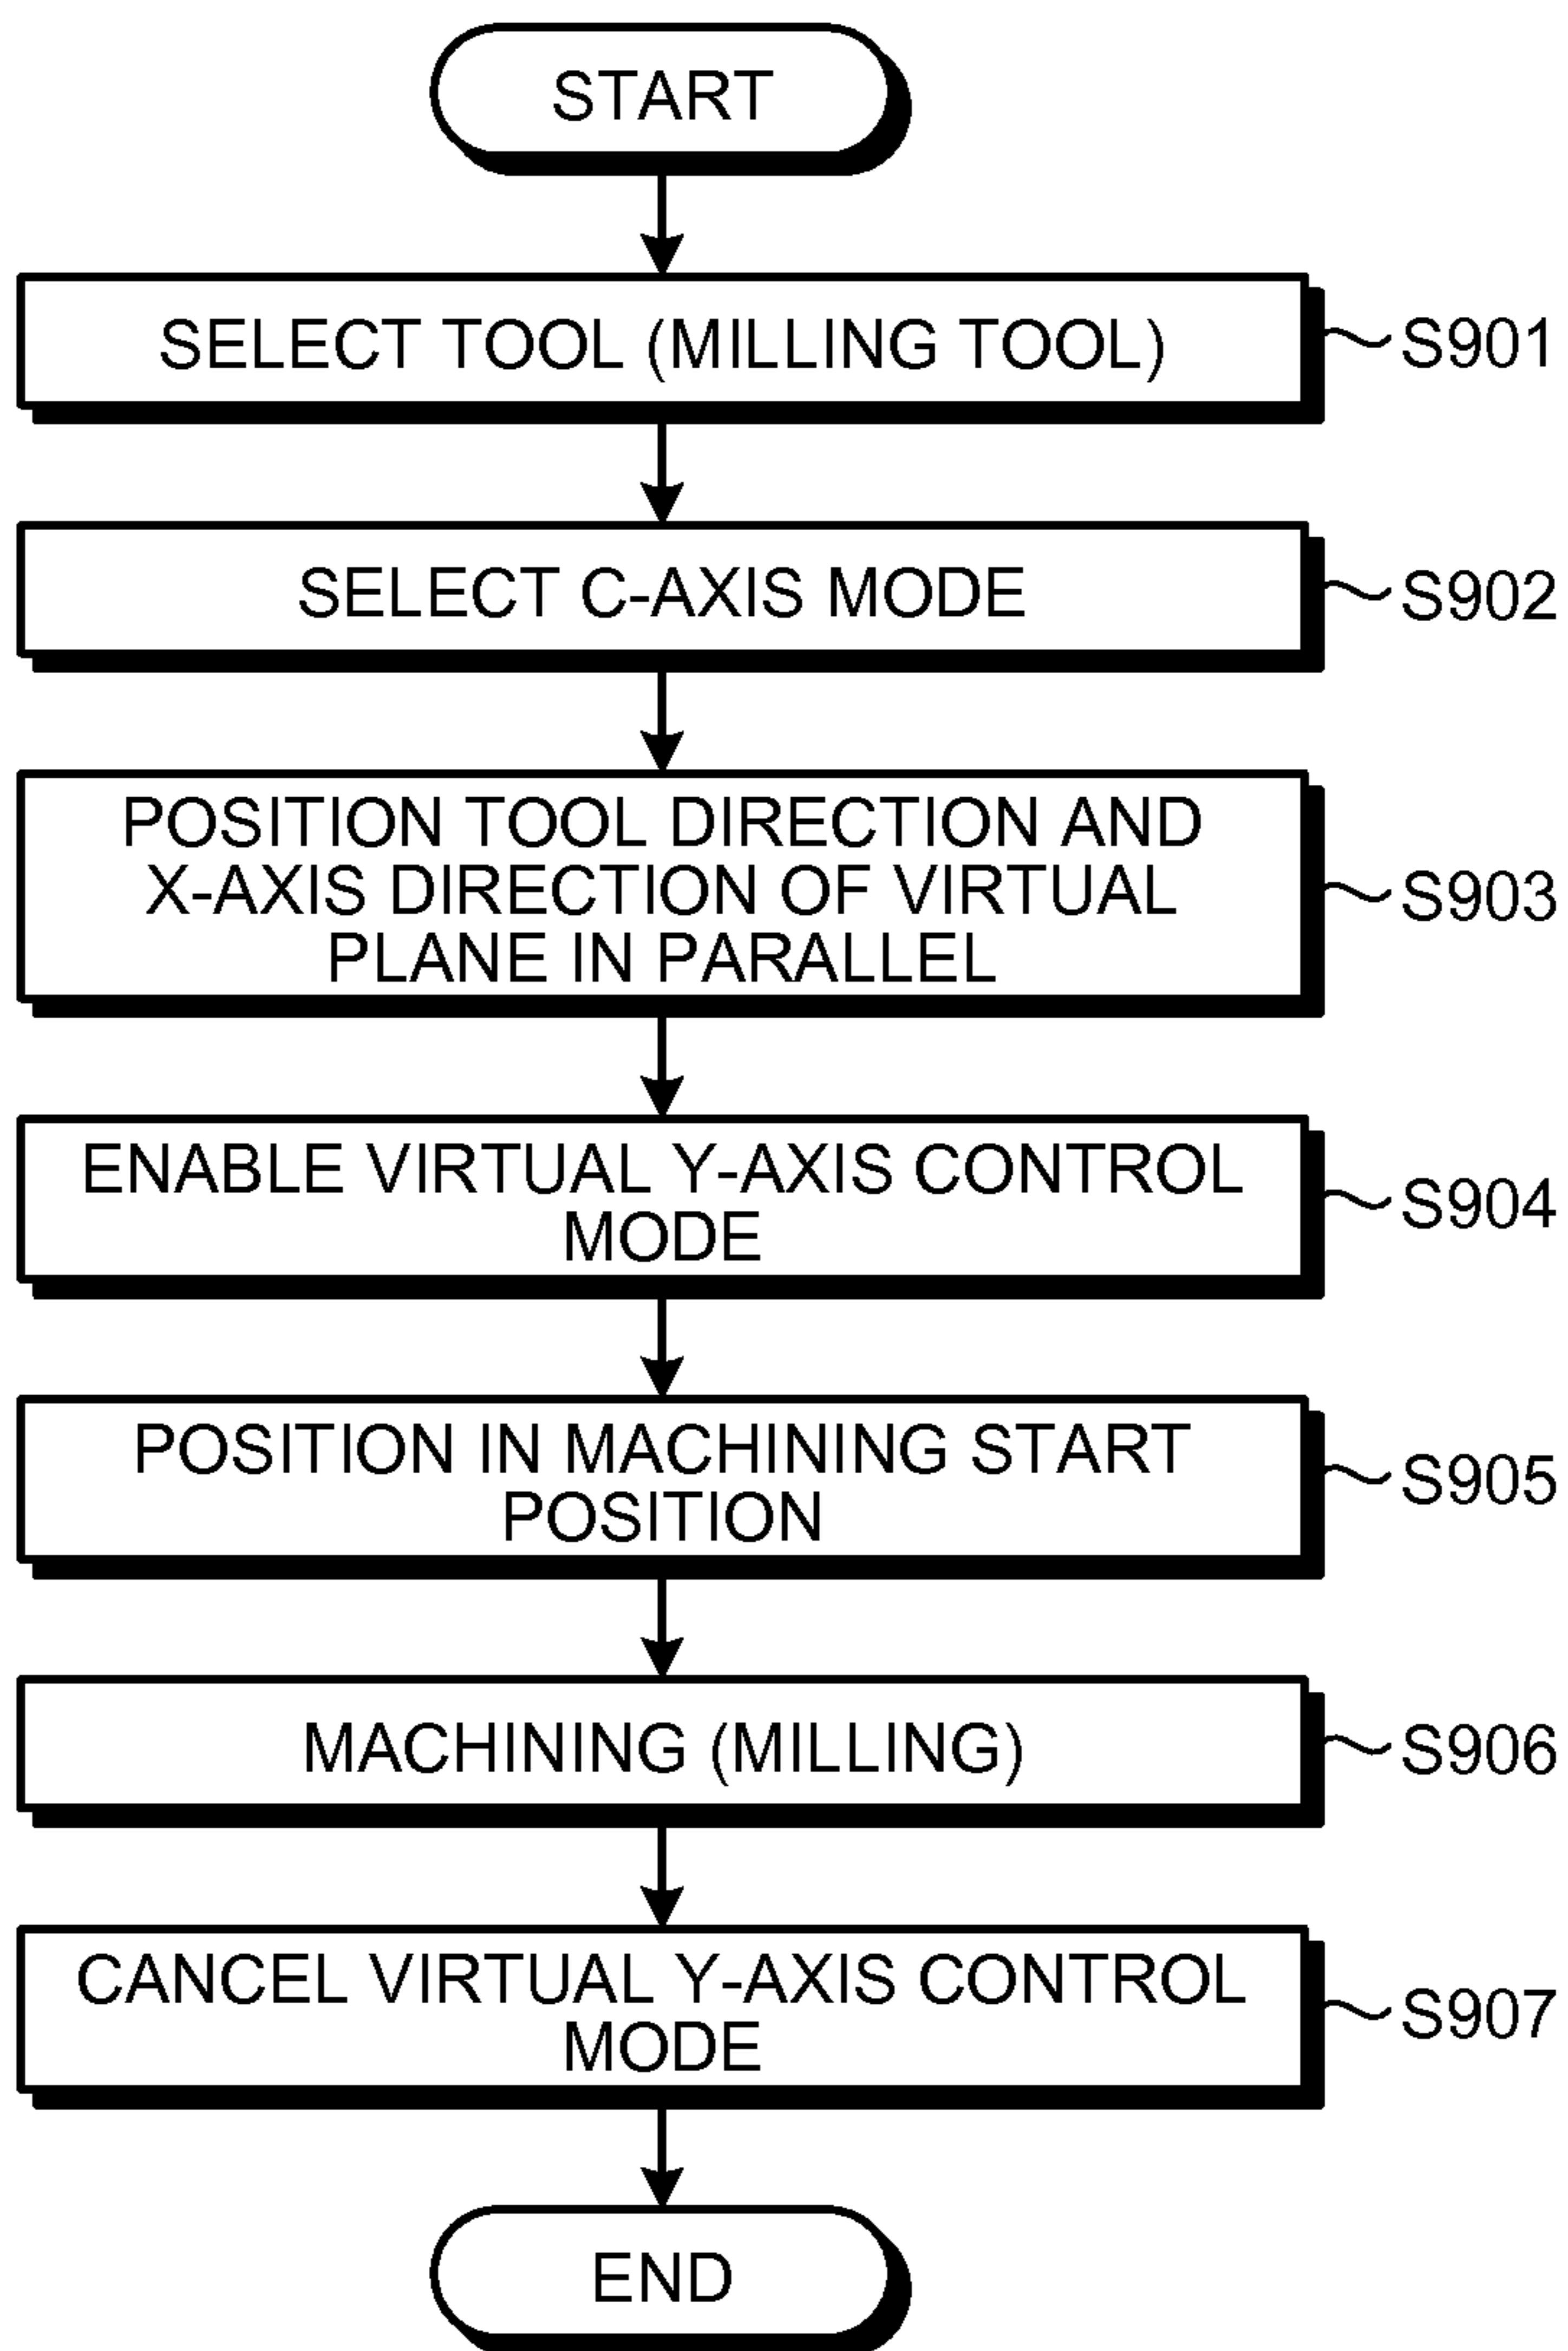 START
SELECT TOOL (MILLING TOOL)
S901
SELECT C-AXIS MODE
S902
POSITION TOOL DIRECTION AND
X-AXIS DIRECTION OF VIRTUAL
PLANE IN PARALLEL
S903
ENABLE VIRTUAL Y-AXIS CONTROL
MODE
S904
POSITION IN MACHINING START
POSITION
S905
MACHINING (MILLING)
S906
CANCEL VIRTUAL Y-AXIS CONTROL
MODE
S907
END